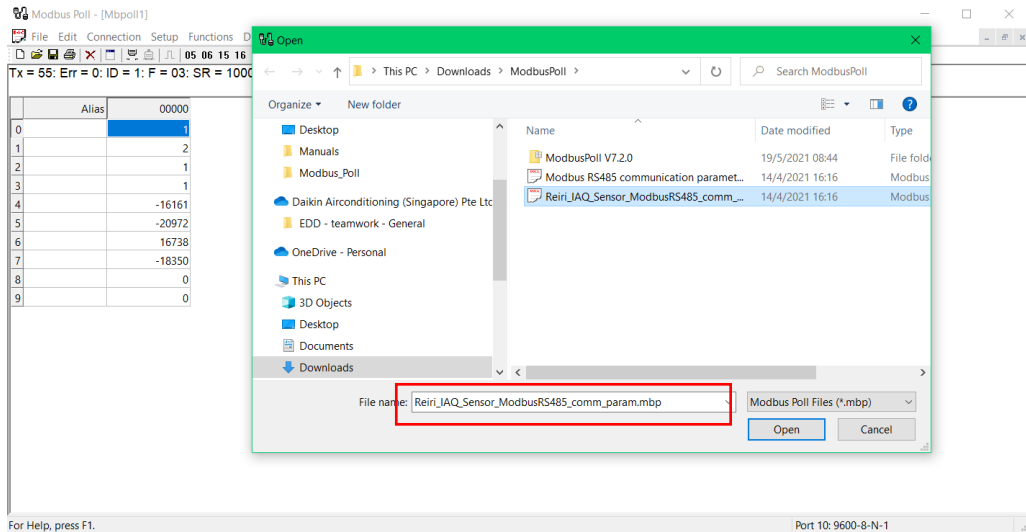 Modbus Poll - [Mbpoll1]
File Edit Connection Setup Functions D
05 06 15 16
Tx = 55: Err = 0: ID = 1: F = 03: SR = 1000
Alias 00000
0 1
1 2
2 1
3 1
4 -16161
5 -20972
6 16738
7 -18350
8 0
9 0
Open
This PC > Downloads > ModbusPoll >
Search ModbusPoll
Organize New folder
Desktop
Manuals
Modbus_Poll
Daikin Airconditioning (Singapore) Pte Ltd
EDD - teamwork - General
OneDrive - Personal
This PC
3D Objects
Desktop
Documents
Downloads
Name Date modified Type
ModbusPoll V7.2.0 19/5/2021 08:44 File folde
Modbus RS485 communication paramet... 14/4/2021 16:16 Modbus
Reiri_IAQ_Sensor_ModbusRS485_comm_... 14/4/2021 16:16 Modbus
File name: Reiri_IAQ_Sensor_ModbusRS485_comm_param.mbp
Modbus Poll Files (*.mbp)
Open Cancel
For Help, press F1. Port 10: 9600-8-N-1